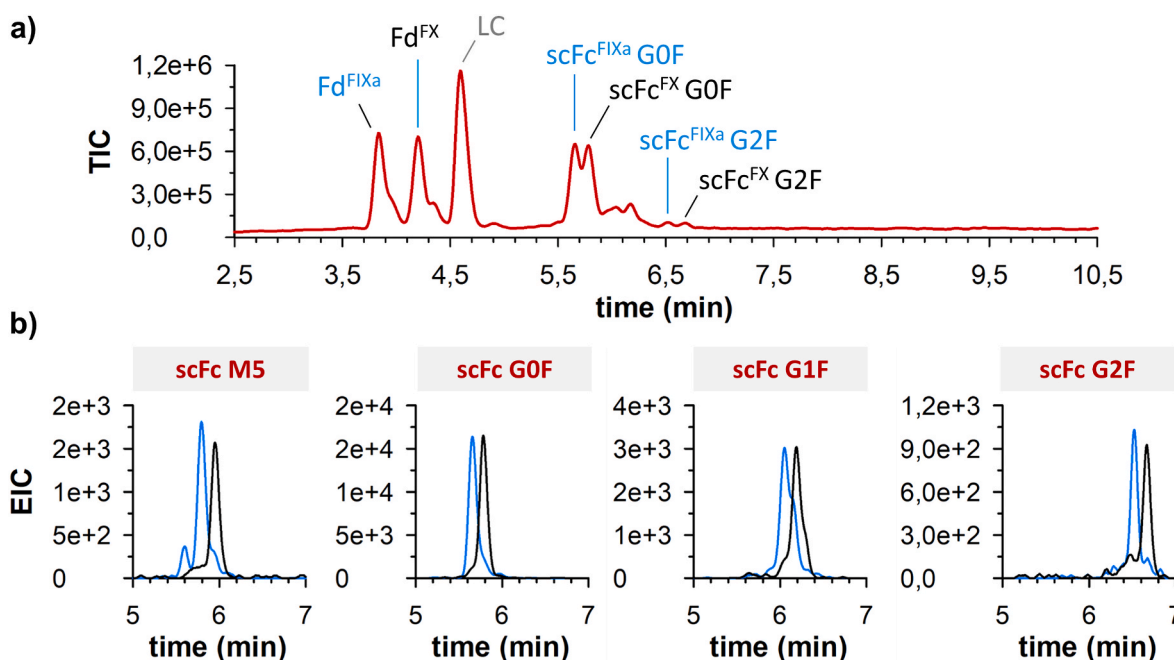 a)
Fd^FIXa
Fd^FX
LC
scFc^FIXa G0F
scFc^FX G0F
scFc^FIXa G2F
scFc^FX G2F
TIC
1,2e+6
9,0e+5
6,0e+5
3,0e+5
0,0
2,5 3,5 4,5 5,5 6,5 7,5 8,5 9,5 10,5
time (min)
b)
scFc M5
scFc G0F
scFc G1F
scFc G2F
EIC
2e+3
2e+3
1e+3
5e+2
0
5 6 7
time (min)
2e+4
2e+4
1e+4
5e+3
0
5 6 7
time (min)
4e+3
3e+3
2e+3
1e+3
0
5 6 7
time (min)
1,2e+3
9,0e+2
6,0e+2
3,0e+2
0,0
5 6 7
time (min)